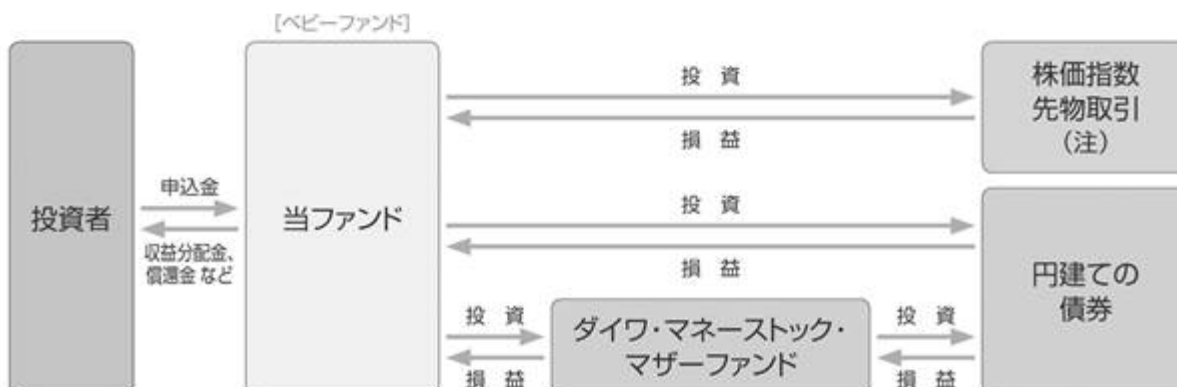 [ベビーファンド]
投 資
株価指数
先物取引
(注)
損 益
申込金
投資者
当ファンド
収益分配金、
償還金 など
投 資
損 益
円建ての
債券
投 資
ダイワ・マネーストック・
マザーファンド
投 資
損 益
損 益